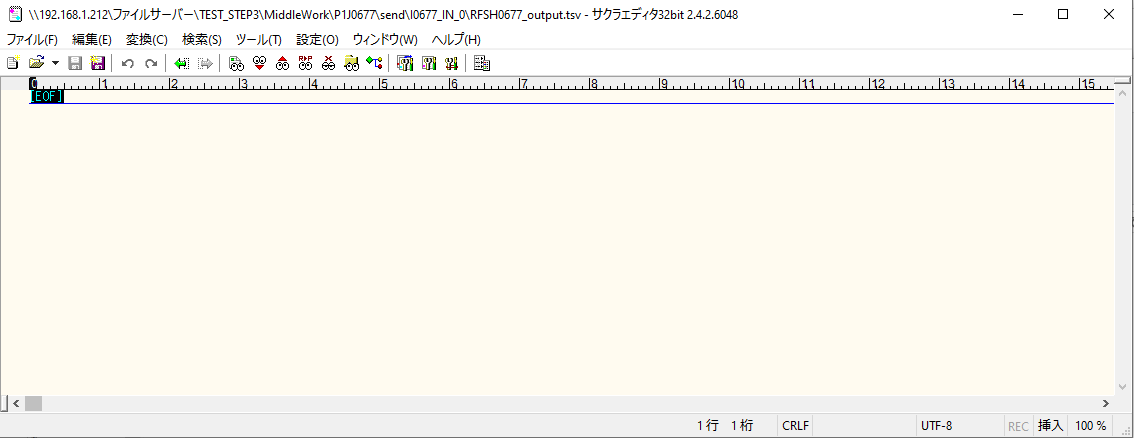 \\192.168.1.212\ファイルサーバー\TEST_STEP3\MiddleWork\P1J0677\send\I0677_IN_0\RFSH0677_output.tsv - サクラエディタ32bit 2.4.2.6048
ファイル(F) 編集(E) 変換(C) 検索(S) ツール(T) 設定(O) ウィンドウ(W) ヘルプ(H)
0 1 2 3 4 5 6 7 8 9 10 11 12 13 14 15
[EOF]
1行 1桁 CRLF UTF-8 REC 挿入 100 %